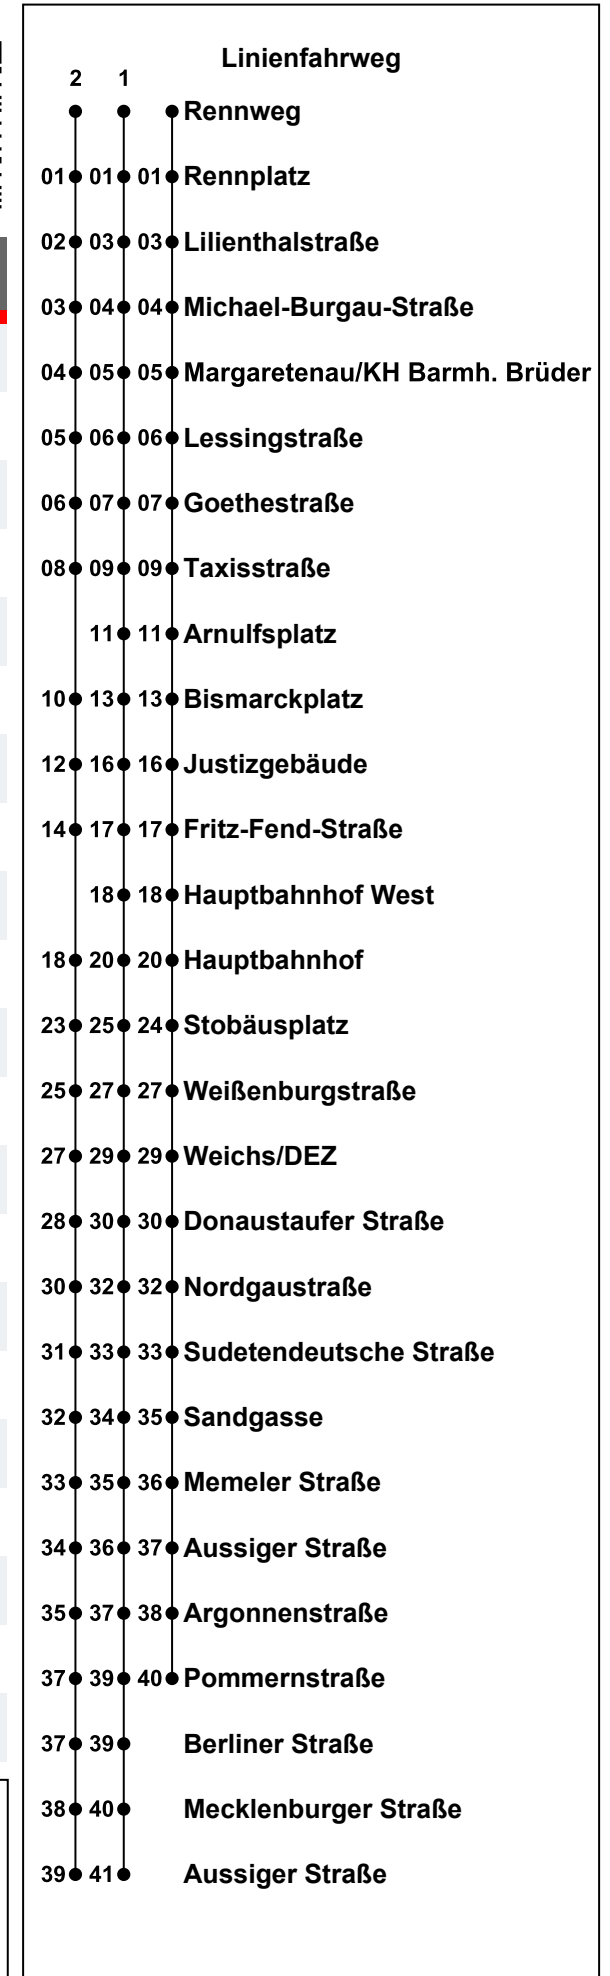 Linienfahrweg
2 1
Rennweg
01 01 01 Rennplatz
02 03 03 Lilienthalstraße
03 04 04 Michael-Burgau-Straße
04 05 05 Margaretenau/KH Barmh. Brüder
05 06 06 Lessingstraße
06 07 07 Goethestraße
08 09 09 Taxisstraße
11 11 Arnulfsplatz
10 13 13 Bismarckplatz
12 16 16 Justizgebäude
14 17 17 Fritz-Fend-Straße
18 18 Hauptbahnhof West
18 20 20 Hauptbahnhof
23 25 24 Stobäusplatz
25 27 27 Weißenburgstraße
27 29 29 Weichs/DEZ
28 30 30 Donaustaufer Straße
30 32 32 Nordgaustraße
31 33 33 Sudetendeutsche Straße
32 34 35 Sandgasse
33 35 36 Memeler Straße
34 36 37 Aussiger Straße
35 37 38 Argonnenstraße
37 39 40 Pommernstraße
37 39 Berliner Straße
38 40 Mecklenburger Straße
39 41 Aussiger Straße